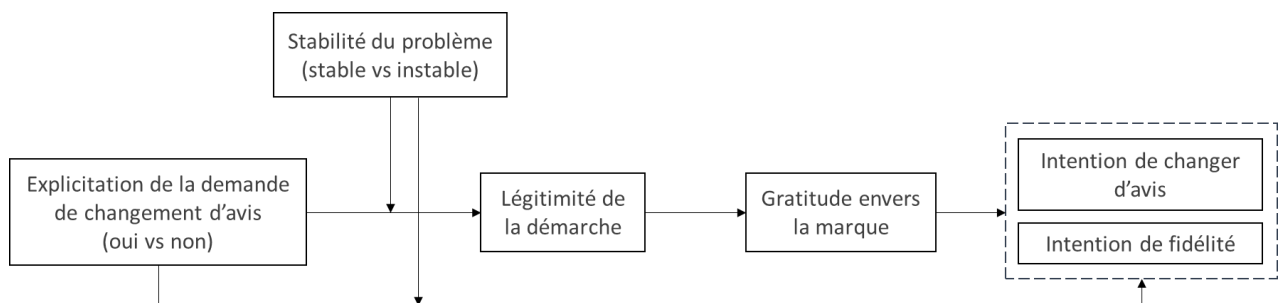 Stabilité du problème
(stable vs instable)
Explicitation de la demande
de changement d’avis
(oui vs non)
Légitimité de
la démarche
Gratitude envers
la marque
Intention de changer
d’avis
Intention de fidélité